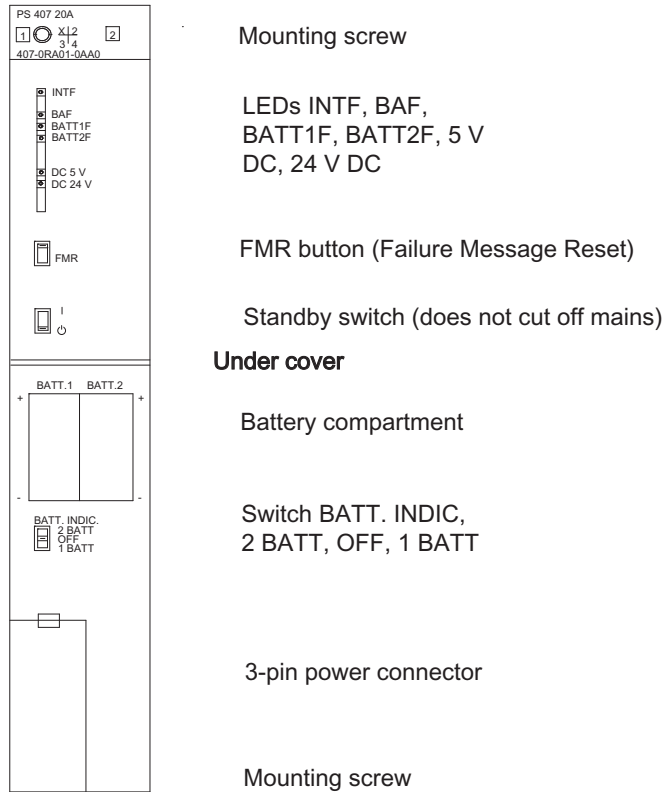 PS 407 20A
1 X 2 2
3 4
407-0RA01-0AA0
Mounting screw
INTF
BAF
BATT1F
BATT2F
DC 5 V
DC 24 V
LEDs INTF, BAF,
BATT1F, BATT2F, 5 V
DC, 24 V DC
FMR
FMR button (Failure Message Reset)
I
Standby switch (does not cut off mains)
Under cover
BATT.1 BATT.2
+ +
Battery compartment
- -
BATT. INDIC.
2 BATT
OFF
1 BATT
Switch BATT. INDIC,
2 BATT, OFF, 1 BATT
3-pin power connector
Mounting screw